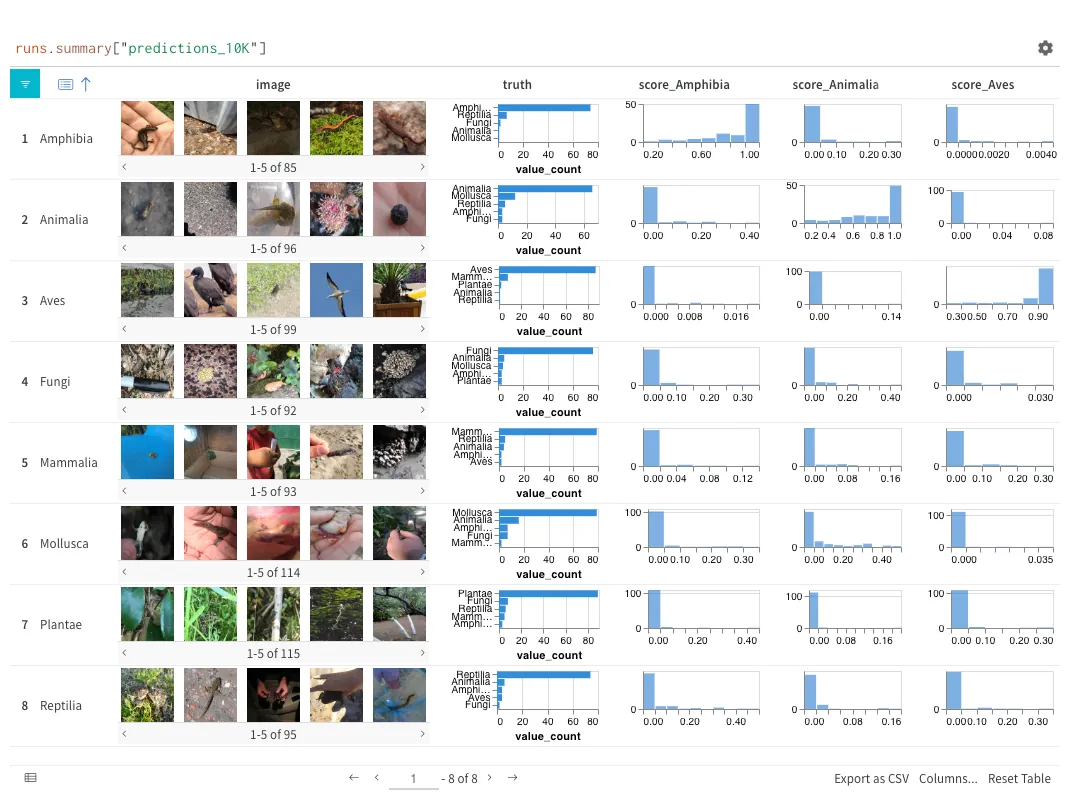 runs.summary["predictions_10K"]
image truth score_Amphibia score_Animalia score_Aves
1 Amphibia
Amphi...
Reptilia
Fungi
Animalia
Mollusca
0 20 40 60 80
value_count
50
0
0.20 0.60 1.00
0
0.00 0.10 0.20 0.30
0
0.0000 0.0020 0.0040
1-5 of 85
2 Animalia
Animalia
Mollusca
Reptilia
Amphi...
Fungi
0 20 40 60
value_count
0
0.00 0.20 0.40
50
0
0.2 0.4 0.6 0.8 1.0
100
0
0.00 0.04 0.08
1-5 of 96
3 Aves
Aves
Mamm...
Plantae
Animalia
Reptilia
0 20 40 60 80
value_count
0
0.000 0.008 0.016
100
0
0.00 0.14
0
0.30 0.50 0.70 0.90
1-5 of 99
4 Fungi
Fungi
Animalia
Mollusca
Amphi...
Plantae
0 20 40 60 80
value_count
0
0.00 0.10 0.20 0.30
0
0.00 0.20 0.40
0
0.000 0.030
1-5 of 92
5 Mammalia
Mamm...
Reptilia
Animalia
Amphi...
Aves
0 20 40 60 80
value_count
0
0.00 0.04 0.08 0.12
0
0.00 0.08 0.16
0
0.00 0.10 0.20 0.30
1-5 of 93
6 Mollusca
Mollusca
Animalia
Amphi...
Fungi
Mamm...
0 20 40 60 80
value_count
100
0
0.00 0.10 0.20 0.30
0
0.00 0.20 0.40
100
0
0.000 0.035
1-5 of 114
7 Plantae
Plantae
Fungi
Reptilia
Mamm...
Amphi...
0 20 40 60 80
value_count
100
0
0.00 0.20 0.40
100
0
0.00 0.08 0.16
100
0
0.00 0.10 0.20 0.30
1-5 of 115
8 Reptilia
Reptilia
Animalia
Amphi...
Aves
Fungi
0 20 40 60 80
value_count
0
0.00 0.20 0.40
0
0.00 0.08 0.16
0
0.00 0.10 0.20 0.30
1-5 of 95
1 - 8 of 8
Export as CSV Columns... Reset Table